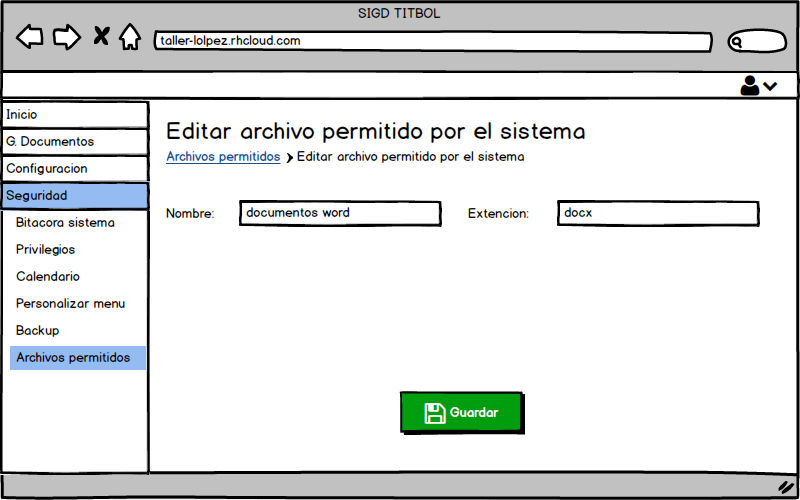 SIGD TITBOL
taller-lolpez.rhcloud.com
Inicio
G. Documentos
Configuracion
Seguridad
Bitacora sistema
Privilegios
Calendario
Personalizar menu
Backup
Archivos permitidos
Editar archivo permitido por el sistema
Archivos permitidos > Editar archivo permitido por el sistema
Nombre: documentos word Extencion: docx
Guardar